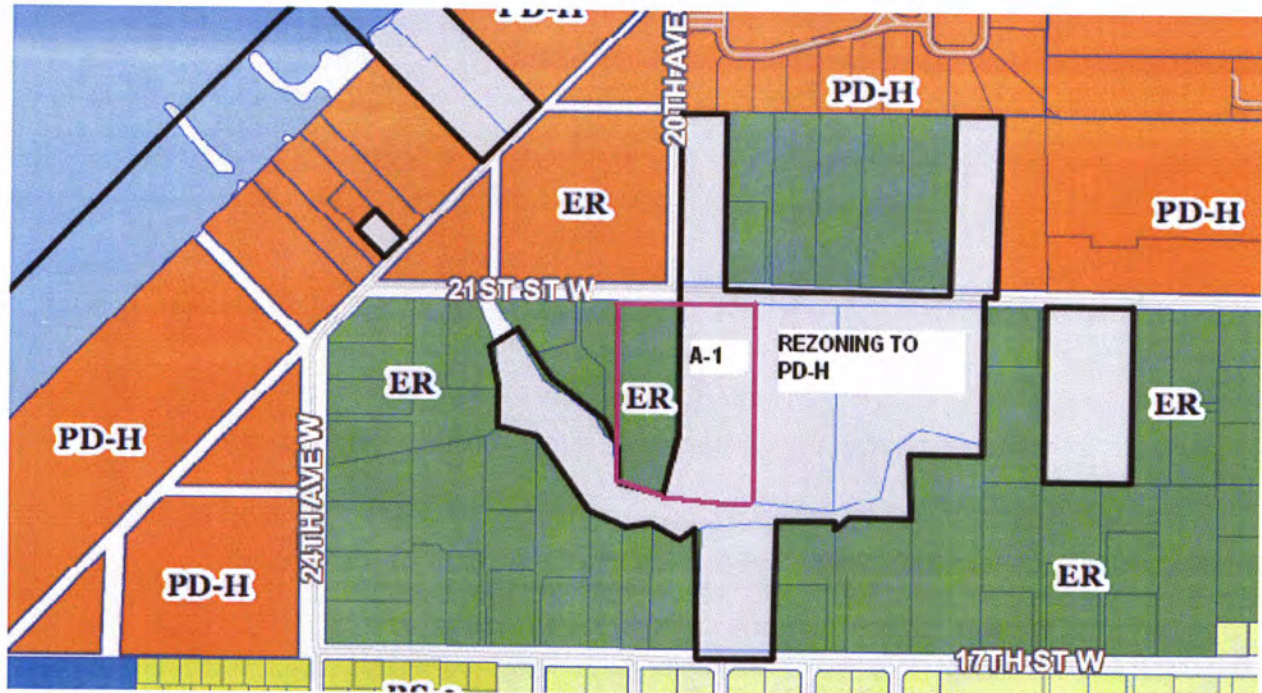 PD-H
20TH AVE
PD-H
ER
PD-H
21ST ST W
A-1
REZONING TO
PD-H
ER
ER
ER
PD-H
24TH AVE W
PD-H
ER
17TH ST W